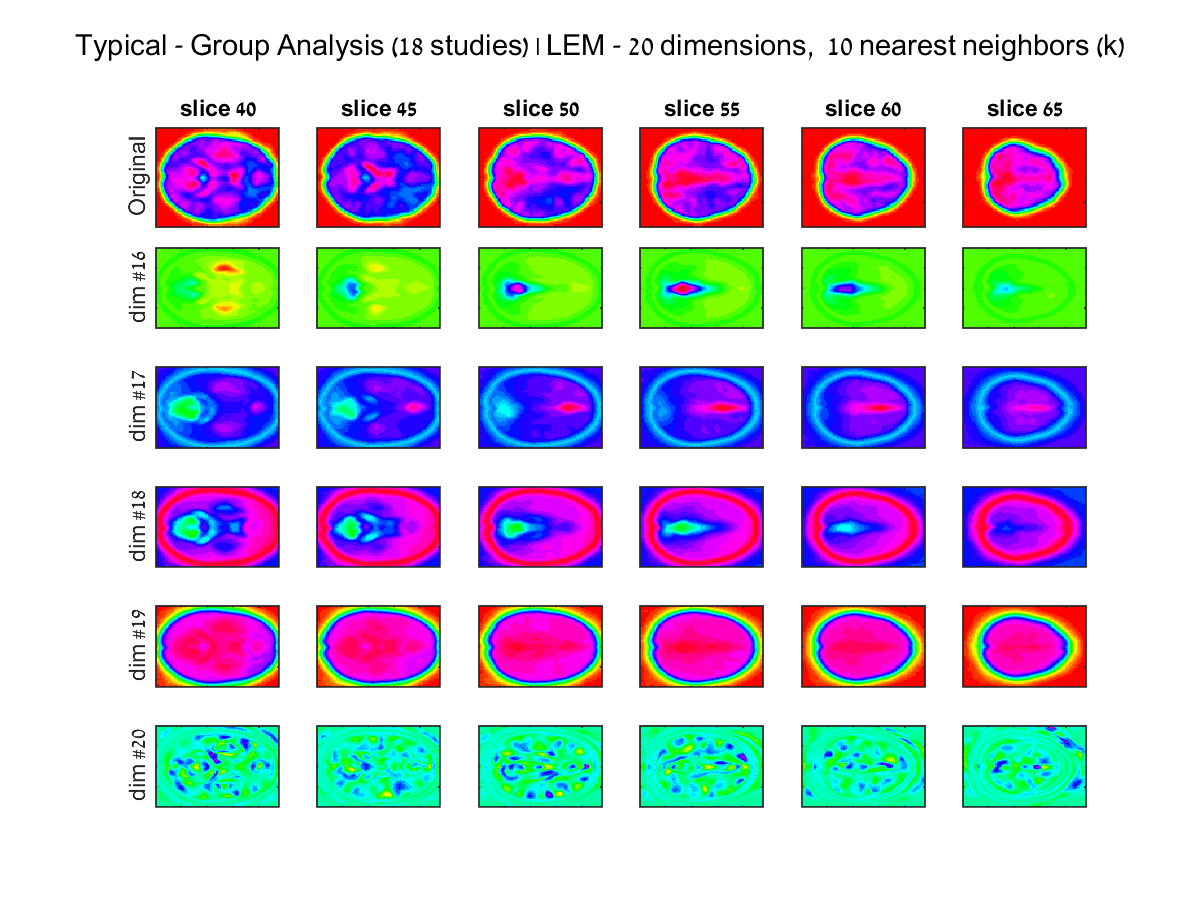 Typical - Group Analysis (18 studies) | LEM - 20 dimensions, 10 nearest neighbors (k)
slice 40 slice 45 slice 50 slice 55 slice 60 slice 65
Original
dim #16
dim #17
dim #18
dim #19
dim #20